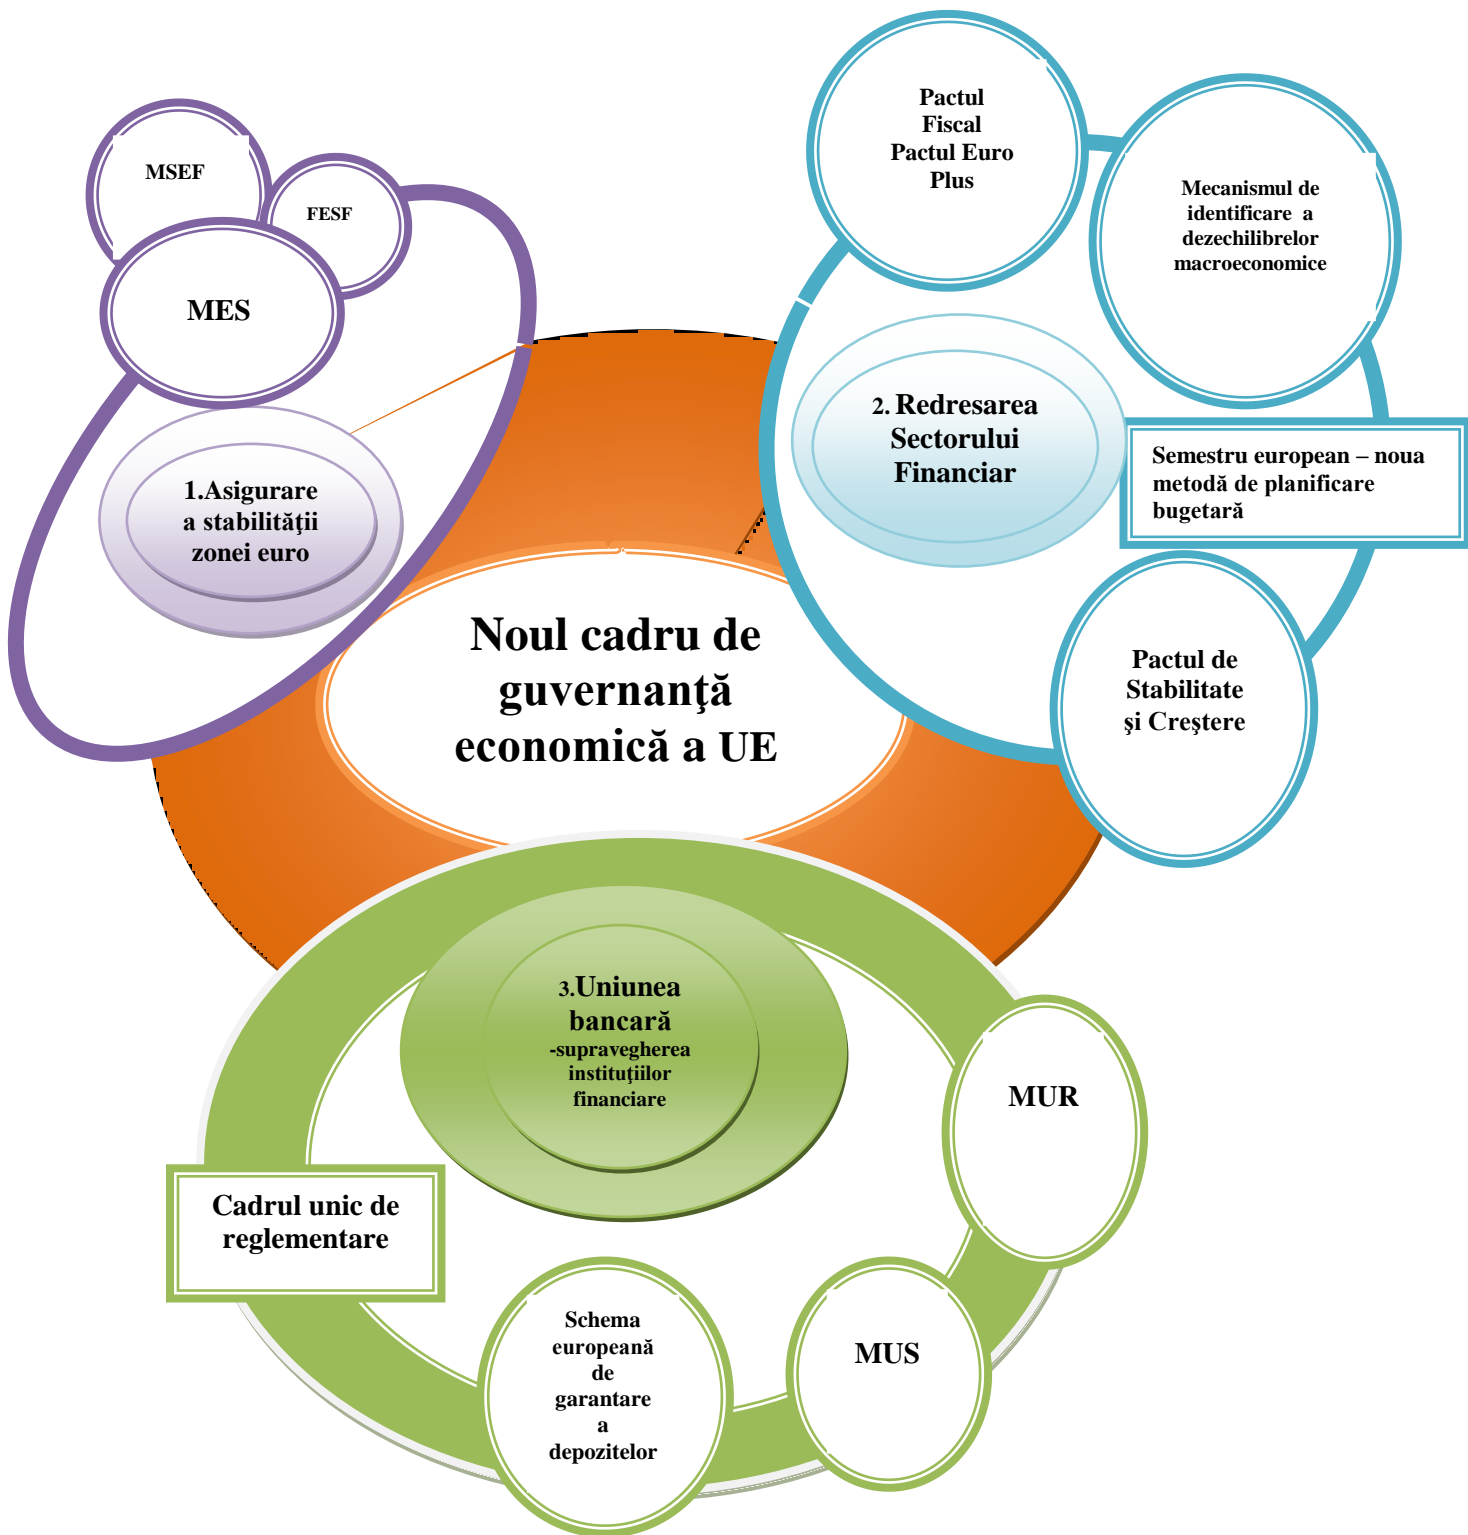 MSEF
FESF
MES
1.Asigurare
a stabilităţii
zonei euro
Pactul
Fiscal
Pactul Euro
Plus
Mecanismul de
identificare a
dezechilibrelor
macroeconomice
2. Redresarea
Sectorului
Financiar
Semestru european – noua
metodă de planificare
bugetară
Pactul de
Stabilitate
şi Creştere
Noul cadru de
guvernanţă
economică a UE
3.Uniunea
bancară
-supravegherea
instituţiilor
financiare
MUR
Cadrul unic de
reglementare
Schema
europeană
de
garantare
a
depozitelor
MUS